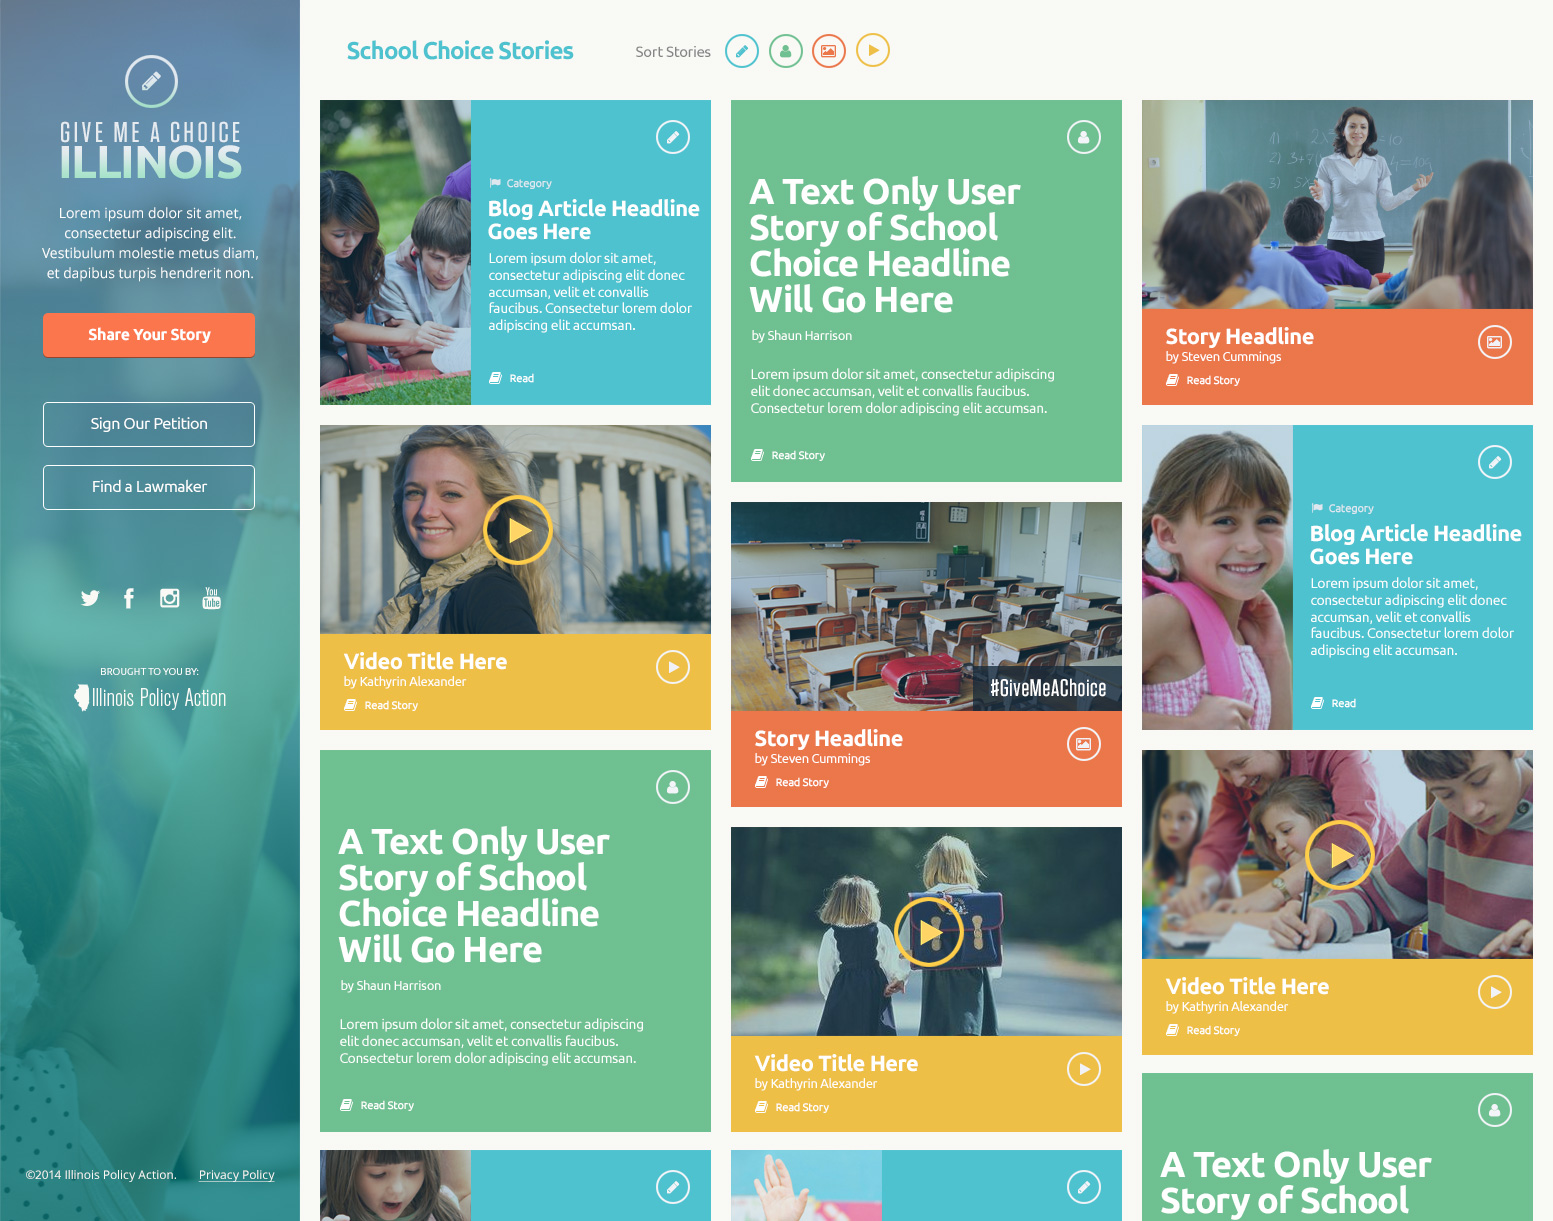 GIVE ME A CHOICE
ILLINOIS
Lorem ipsum dolor sit amet,
consectetur adipiscing elit.
Vestibulum molestie metus diam,
et dapibus turpis hendrerit non.
Share Your Story
Sign Our Petition
Find a Lawmaker
You
Tube
BROUGHT TO YOU BY:
Illinois Policy Action
©2014 Illinois Policy Action.
Privacy Policy
School Choice Stories
Sort Stories
Category
Blog Article Headline
Goes Here
Lorem ipsum dolor sit amet,
consectetur adipiscing elit donec
accumsan, velit et convallis
faucibus. Consectetur lorem dolor
adipiscing elit accumsan.
Read
Video Title Here
by Kathyrin Alexander
Read Story
A Text Only User
Story of School
Choice Headline
Will Go Here
by Shaun Harrison
Lorem ipsum dolor sit amet, consectetur adipiscing
elit donec accumsan, velit et convallis faucibus.
Consectetur lorem dolor adipiscing elit accumsan.
Read Story
A Text Only User
Story of School
Choice Headline
Will Go Here
by Shaun Harrison
Lorem ipsum dolor sit amet, consectetur adipiscing
elit donec accumsan, velit et convallis faucibus.
Consectetur lorem dolor adipiscing elit accumsan.
Read Story
#GiveMeAChoice
Story Headline
by Steven Cummings
Read Story
Video Title Here
by Kathyrin Alexander
Read Story
1)
2)
3)
Story Headline
by Steven Cummings
Read Story
Category
Blog Article Headline
Goes Here
Lorem ipsum dolor sit amet,
consectetur adipiscing elit donec
accumsan, velit et convallis
faucibus. Consectetur lorem dolor
adipiscing elit accumsan.
Read
Video Title Here
by Kathyrin Alexander
Read Story
A Text Only User
Story of School